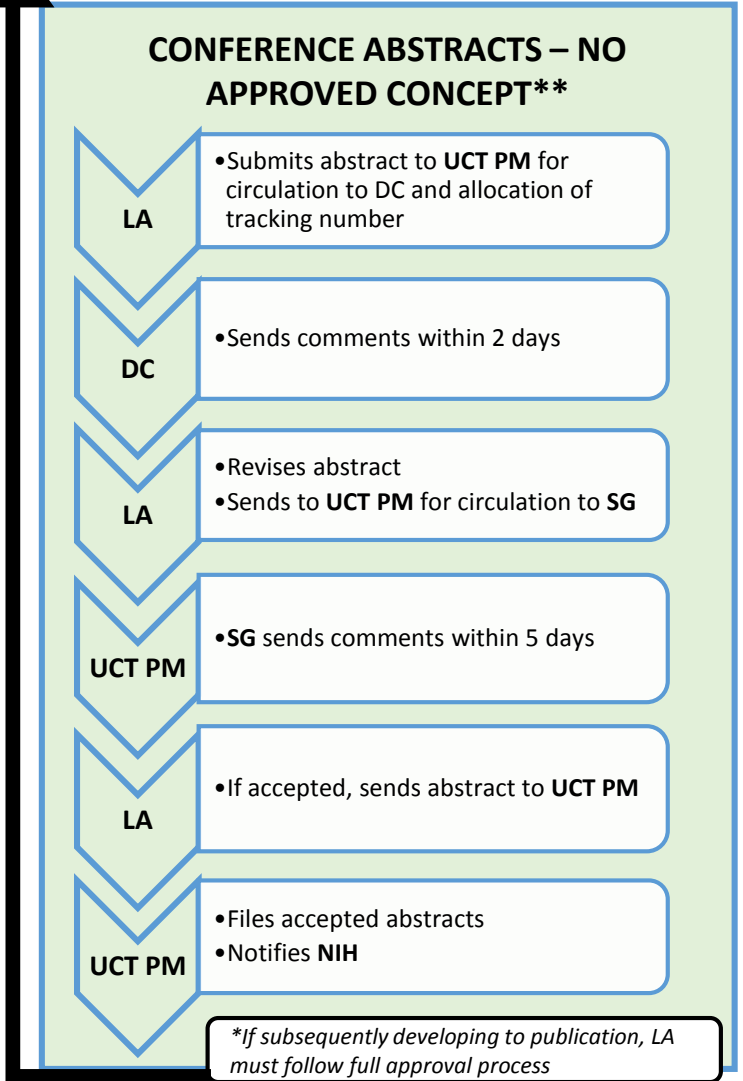 CONFERENCE ABSTRACTS – NO
APPROVED CONCEPT**
LA
•Submits abstract to UCT PM for
circulation to DC and allocation of
tracking number
DC
•Sends comments within 2 days
LA
•Revises abstract
•Sends to UCT PM for circulation to SG
UCT PM
•SG sends comments within 5 days
LA
•If accepted, sends abstract to UCT PM
UCT PM
•Files accepted abstracts
•Notifies NIH
*If subsequently developing to publication, LA
must follow full approval process